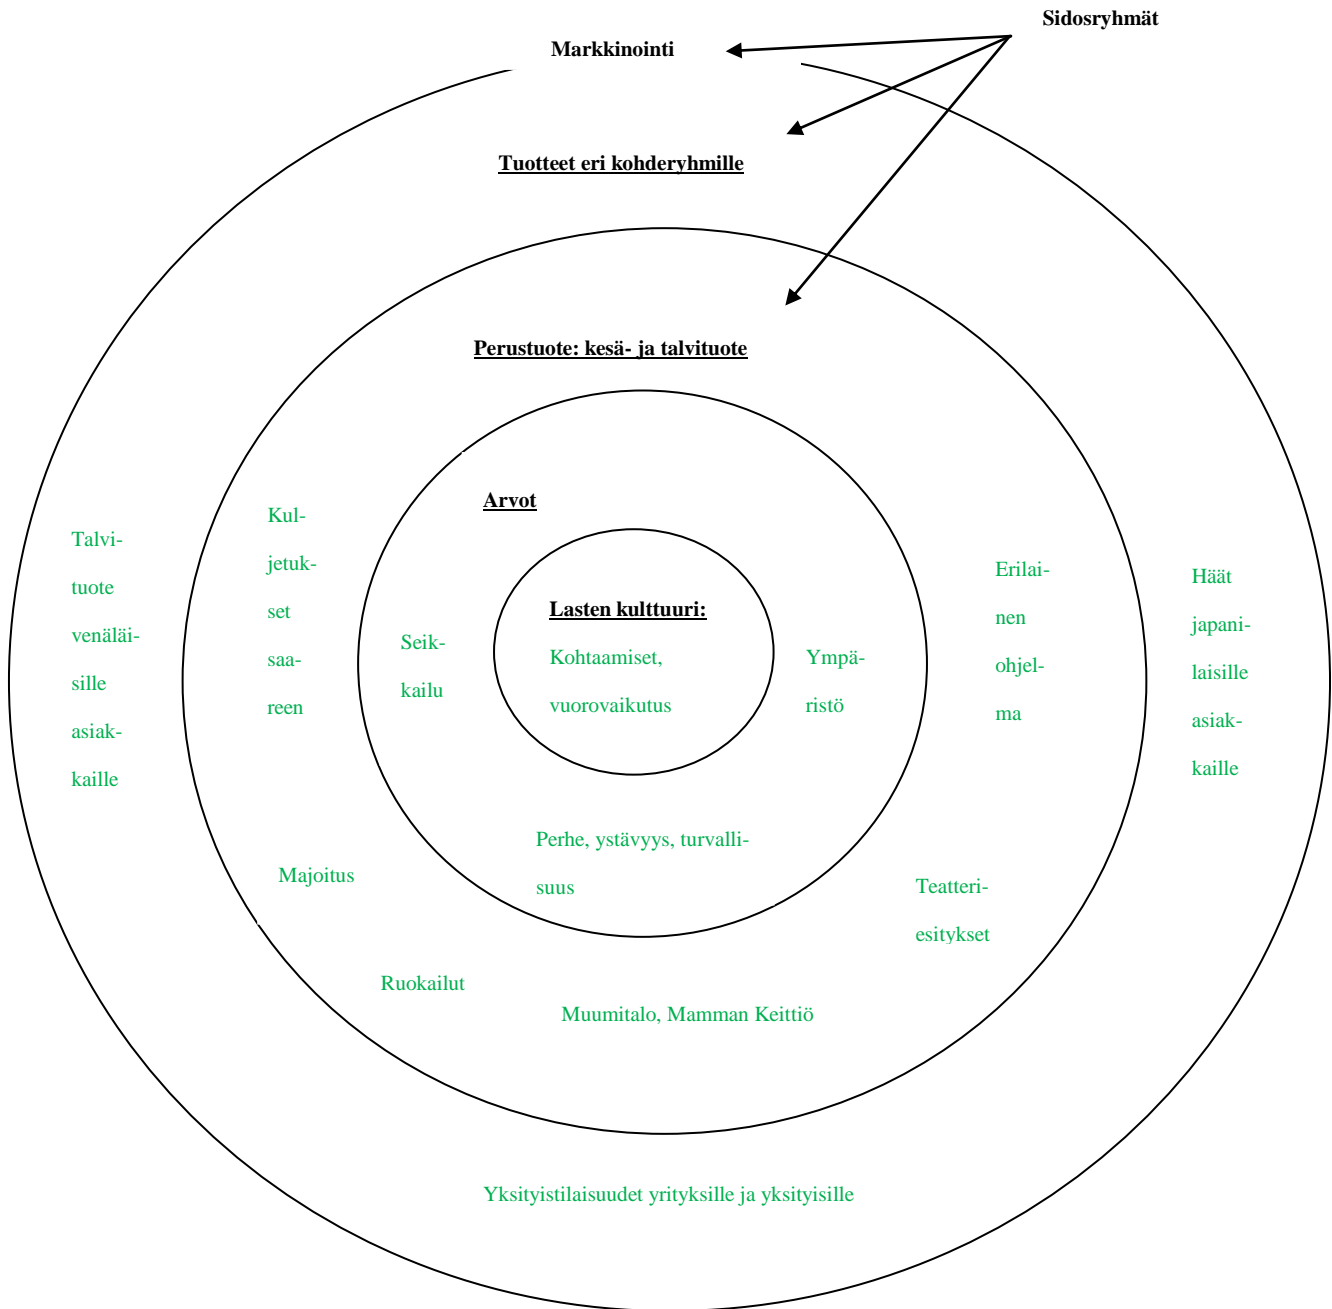 Sidosryhmät
Markkinointi
Tuotteet eri kohderyhmille
Perustuote: kesä- ja talvituote
Arvot
Lasten kulttuuri:
Kohtaamiset,
vuorovaikutus
Seik-
kailu
Ympä-
ristö
Perhe, ystävyys, turvalli-
suus
Kul-
jetuk-
set
saa-
reen
Erilai-
nen
ohjel-
ma
Majoitus
Teatteri-
esitykset
Ruokailut
Muumitalo, Mamman Keittiö
Talvi-
tuote
venäläi-
sille
asiak-
kaille
Häät
japani-
laisille
asiak-
kaille
Yksityistilaisuudet yrityksille ja yksityisille